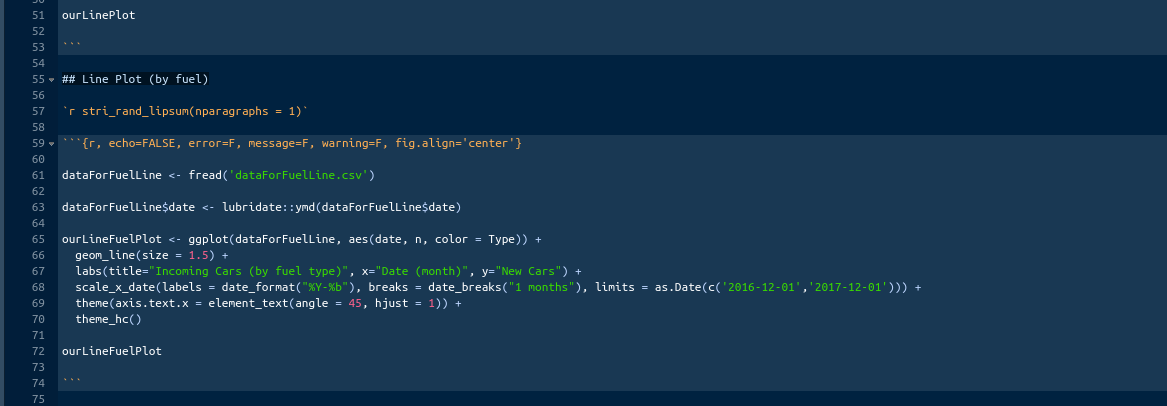 51 ourLinePlot
52
53 ```
54
55 ## Line Plot (by fuel)
56
57 `r stri_rand_lipsum(nparagraphs = 1)`
58
59 ```{r, echo=FALSE, error=F, message=F, warning=F, fig.align='center'}
60
61 dataForFuelLine <- fread('dataForFuelLine.csv')
62
63 dataForFuelLine$date <- lubridate::ymd(dataForFuelLine$date)
64
65 ourLineFuelPlot <- ggplot(dataForFuelLine, aes(date, n, color = Type)) +
66   geom_line(size = 1.5) +
67   labs(title="Incoming Cars (by fuel type)", x="Date (month)", y="New Cars") +
68   scale_x_date(labels = date_format("%Y-%b"), breaks = date_breaks("1 months"), limits = as.Date(c('2016-12-01','2017-12-01'))) +
69   theme(axis.text.x = element_text(angle = 45, hjust = 1)) +
70   theme_hc()
71
72 ourLineFuelPlot
73
74 ```
75